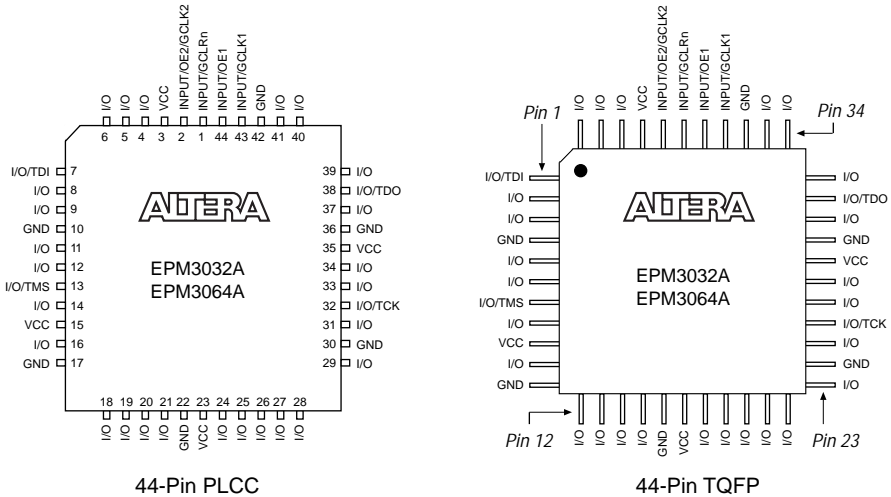 I/O
I/O
I/O
VCC
INPUT/OE2/GCLK2
INPUT/GCLRn
INPUT/OE1
INPUT/GCLK1
GND
I/O
I/O
6 5 4 3 2 1 44 43 42 41 40
I/O/TDI 7
I/O 8
I/O 9
GND 10
I/O 11
I/O 12
I/O/TMS 13
I/O 14
VCC 15
I/O 16
GND 17
ALTERA
EPM3032A
EPM3064A
39 I/O
38 I/O/TDO
37 I/O
36 GND
35 VCC
34 I/O
33 I/O
32 I/O/TCK
31 I/O
30 GND
29 I/O
18 19 20 21 22 23 24 25 26 27 28
I/O
I/O
I/O
I/O
GND
VCC
I/O
I/O
I/O
I/O
I/O
44-Pin PLCC
I/O
I/O
I/O
VCC
INPUT/OE2/GCLK2
INPUT/GCLRn
INPUT/OE1
INPUT/GCLK1
GND
I/O
I/O
Pin 1
Pin 34
I/O/TDI
I/O
I/O
GND
I/O
I/O
I/O/TMS
I/O
VCC
I/O
GND
ALTERA
EPM3032A
EPM3064A
I/O
I/O/TDO
I/O
GND
VCC
I/O
I/O
I/O/TCK
I/O
GND
I/O
Pin 12
Pin 23
I/O
I/O
I/O
I/O
GND
VCC
I/O
I/O
I/O
I/O
I/O
44-Pin TQFP